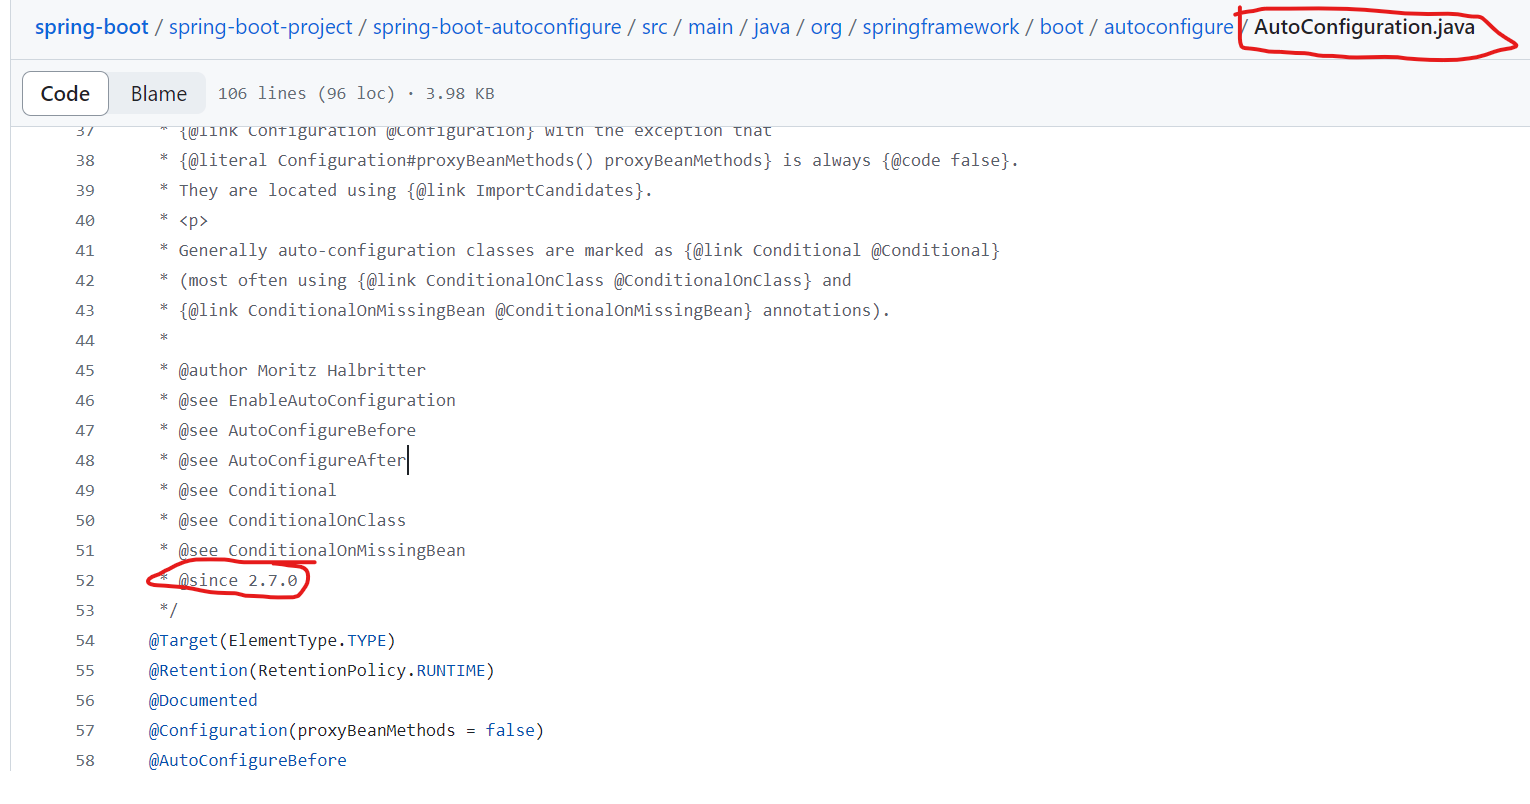 spring-boot / spring-boot-project / spring-boot-autoconfigure / src / main / java / org / springframework / boot / autoconfigure / AutoConfiguration.java
Code Blame 106 lines (96 loc) · 3.98 KB
37 * {@link Configuration @Configuration} with the exception that
38 * {@literal Configuration#proxyBeanMethods() proxyBeanMethods} is always {@code false}.
39 * They are located using {@link ImportCandidates}.
40 * <p>
41 * Generally auto-configuration classes are marked as {@link Conditional @Conditional}
42 * (most often using {@link ConditionalOnClass @ConditionalOnClass} and
43 * {@link ConditionalOnMissingBean @ConditionalOnMissingBean} annotations).
44 *
45 * @author Moritz Halbritter
46 * @see EnableAutoConfiguration
47 * @see AutoConfigureBefore
48 * @see AutoConfigureAfter
49 * @see Conditional
50 * @see ConditionalOnClass
51 * @see ConditionalOnMissingBean
52 * @since 2.7.0
53 */
54 @Target(ElementType.TYPE)
55 @Retention(RetentionPolicy.RUNTIME)
56 @Documented
57 @Configuration(proxyBeanMethods = false)
58 @AutoConfigureBefore